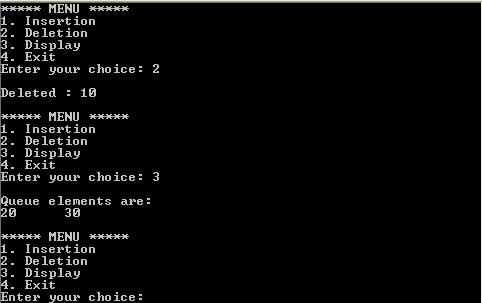 ***** MENU *****
1. Insertion
2. Deletion
3. Display
4. Exit
Enter your choice: 2
Deleted : 10
***** MENU *****
1. Insertion
2. Deletion
3. Display
4. Exit
Enter your choice: 3
Queue elements are:
20      30
***** MENU *****
1. Insertion
2. Deletion
3. Display
4. Exit
Enter your choice: